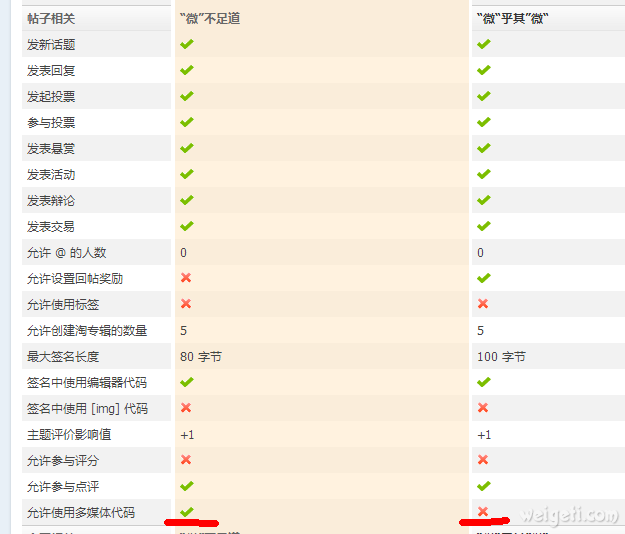 帖子相关 “微”不足道 “微“乎其”微“
发新话题
发表回复
发起投票
参与投票
发表悬赏
发表活动
发表辩论
发表交易
允许 @ 的人数 0 0
允许设置回帖奖励
允许使用标签
允许创建淘专辑的数量 5 5
最大签名长度 80 字节 100 字节
签名中使用编辑器代码
签名中使用 [img] 代码
主题评价影响值 +1 +1
允许参与评分
允许参与点评
允许使用多媒体代码
weigeti.com